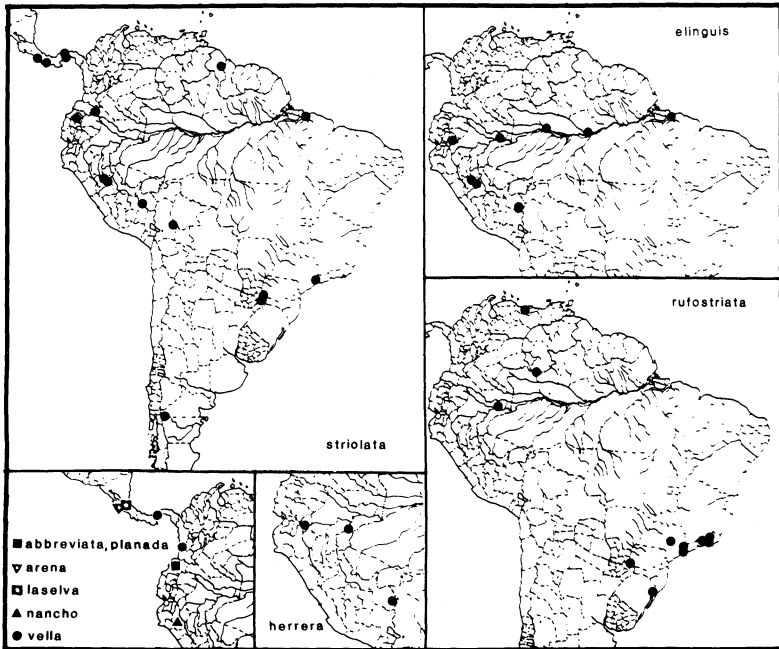 elinguis
rufostriata
striolata
abbreviata, planada
arena
laselva
nancho
vella
herrera